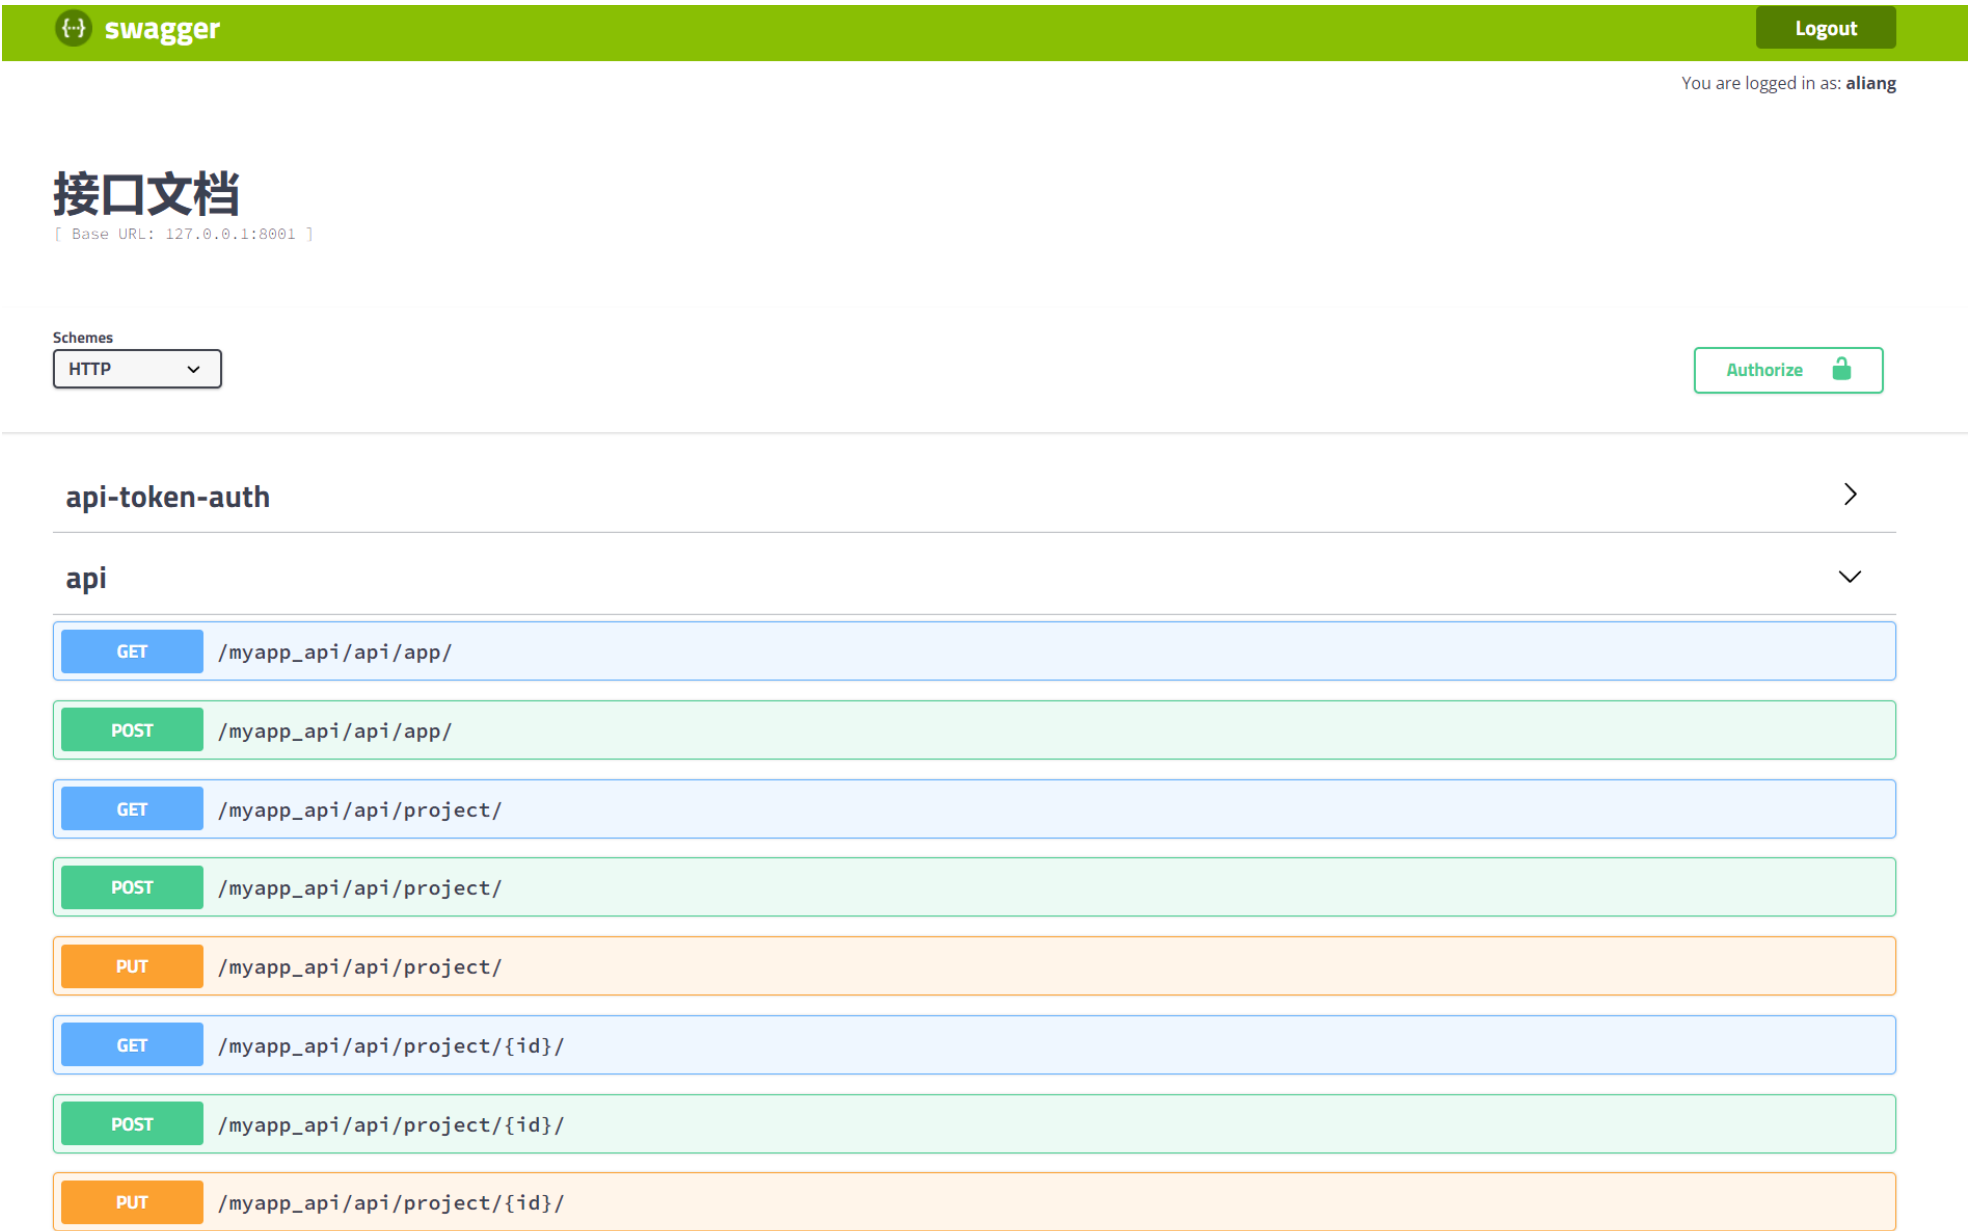 swagger
Logout
You are logged in as: aliang
接口文档
[ Base URL: 127.0.0.1:8001 ]
Schemes
HTTP
Authorize
api-token-auth
api
GET /myapp_api/api/app/
POST /myapp_api/api/app/
GET /myapp_api/api/project/
POST /myapp_api/api/project/
PUT /myapp_api/api/project/
GET /myapp_api/api/project/{id}/
POST /myapp_api/api/project/{id}/
PUT /myapp_api/api/project/{id}/